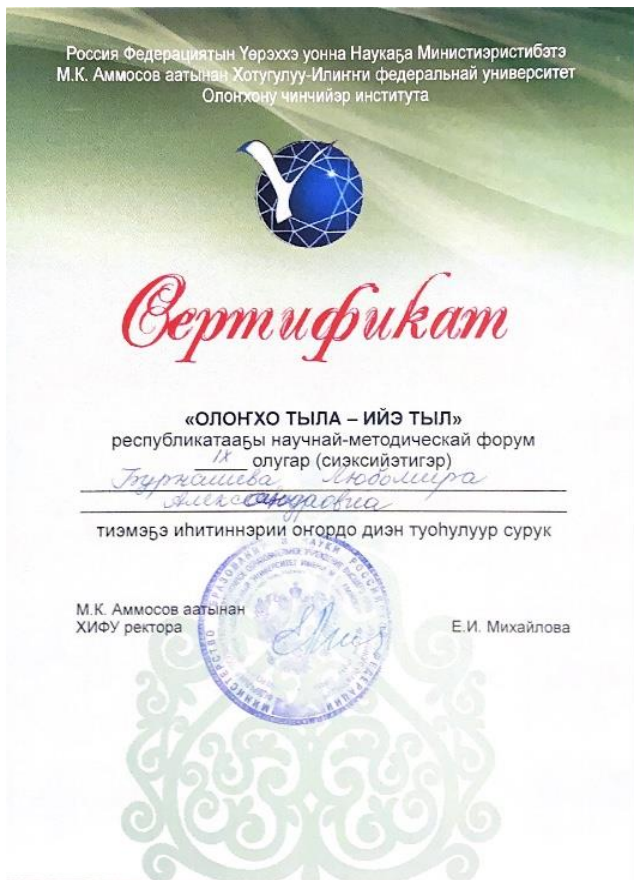 Россия Федерациятын Үөрэххэ уонна Наукаҕа Министиэристибэтэ
М.К. Аммосов аатынан Хотугулуу-Илиҥҥи федеральнай университет
Олоҥхону чинчийэр института
Сертификат
«ОЛОҤХО ТЫЛА – ИЙЭ ТЫЛ»
республикатааҕы научнай-методическай форум
IX олугар (сиэксийэтигэр)
Бурнашева Любомира
Александровна
тиэмэҕэ иһитиннэрии оҥордо диэн туоһулуур сурук
М.К. Аммосов аатынан
ХИФУ ректора
Е.И. Михайлова